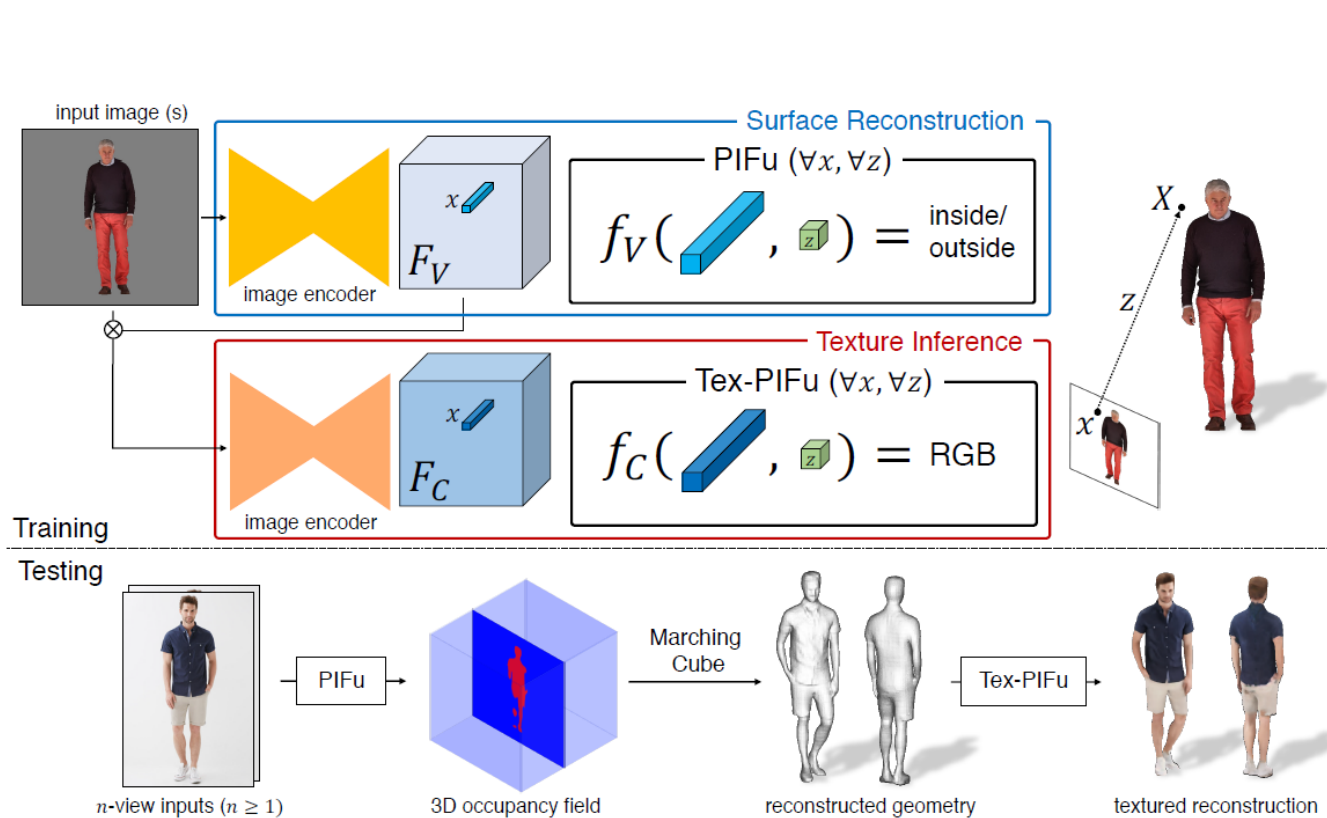 input image (s)
Surface Reconstruction
PIFu (∀x, ∀z)
x
F_V
image encoder
f_V( , z ) = inside/
outside
X
z
x
Texture Inference
Tex-PIFu (∀x, ∀z)
x
F_C
image encoder
f_C( , z ) = RGB
Training
Testing
PIFu
Marching
Cube
Tex-PIFu
n-view inputs (n ≥ 1)
3D occupancy field
reconstructed geometry
textured reconstruction